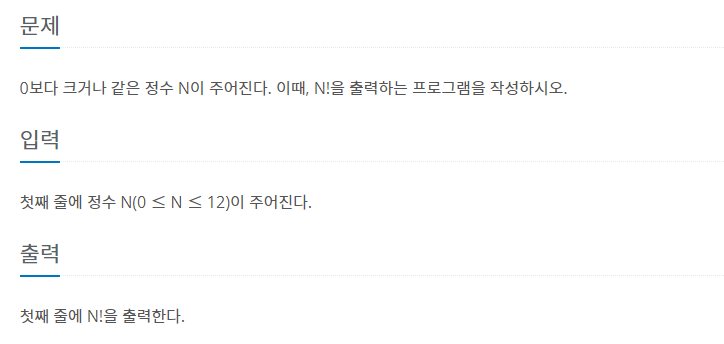 문제
0보다 크거나 같은 정수 N이 주어진다. 이때, N!을 출력하는 프로그램을 작성하시오.
입력
첫째 줄에 정수 N(0 ≤ N ≤ 12)이 주어진다.
출력
첫째 줄에 N!을 출력한다.